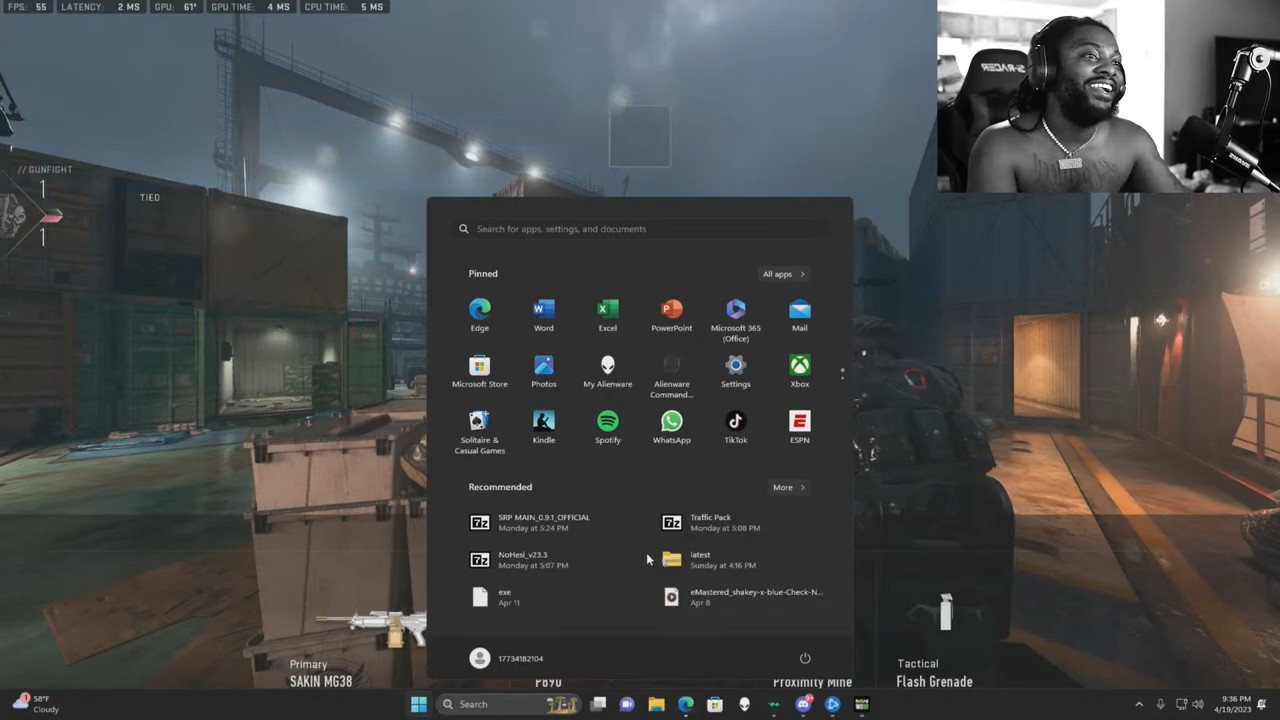 FPS: 55 LATENCY: 2 MS GPU: 61° GPU TIME: 4 MS CPU TIME: 5 MS
// GUNFIGHT
1
TIED
1
Search for apps, settings, and documents
Pinned
All apps
Edge
Word
Excel
PowerPoint
Microsoft 365
(Office)
Mail
Microsoft Store
Photos
My Alienware
Alienware
Command...
Settings
Xbox
Solitaire &
Casual Games
Kindle
Spotify
WhatsApp
TikTok
ESPN
Recommended
More
SRP MAIN_0.9.1_OFFICIAL
Monday at 5:24 PM
Traffic Pack
Monday at 5:08 PM
NoHesi_v23.3
Monday at 5:07 PM
latest
Sunday at 4:16 PM
exe
Apr 11
eMastered_shakey-x-blue-Check-N...
Apr 8
17734182104
Primary
SAKIN MG38
P890
Proximity Mine
Tactical
Flash Grenade
58°F
Cloudy
Search
9:36 PM
4/19/2023